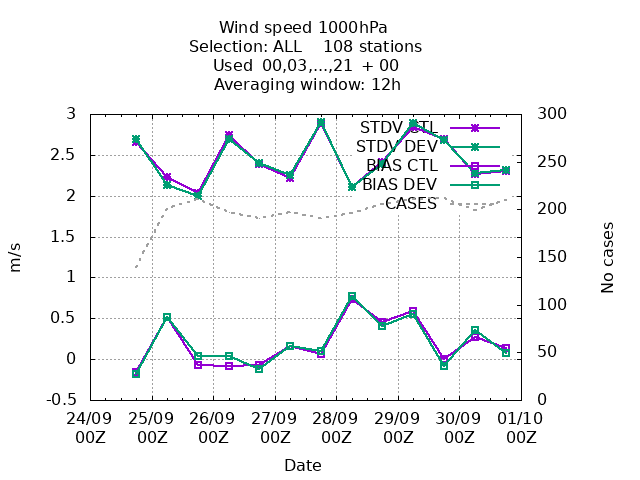 Wind speed 1000hPa
Selection: ALL 108 stations
Used 00,03,...,21 + 00
Averaging window: 12h
3
2.5
2
1.5
1
0.5
0
-0.5
m/s
300
250
200
150
100
50
0
No cases
STDV CTL
STDV DEV
BIAS CTL
BIAS DEV
CASES
24/09 00Z
25/09 00Z
26/09 00Z
27/09 00Z
28/09 00Z
29/09 00Z
30/09 00Z
01/10 00Z
Date